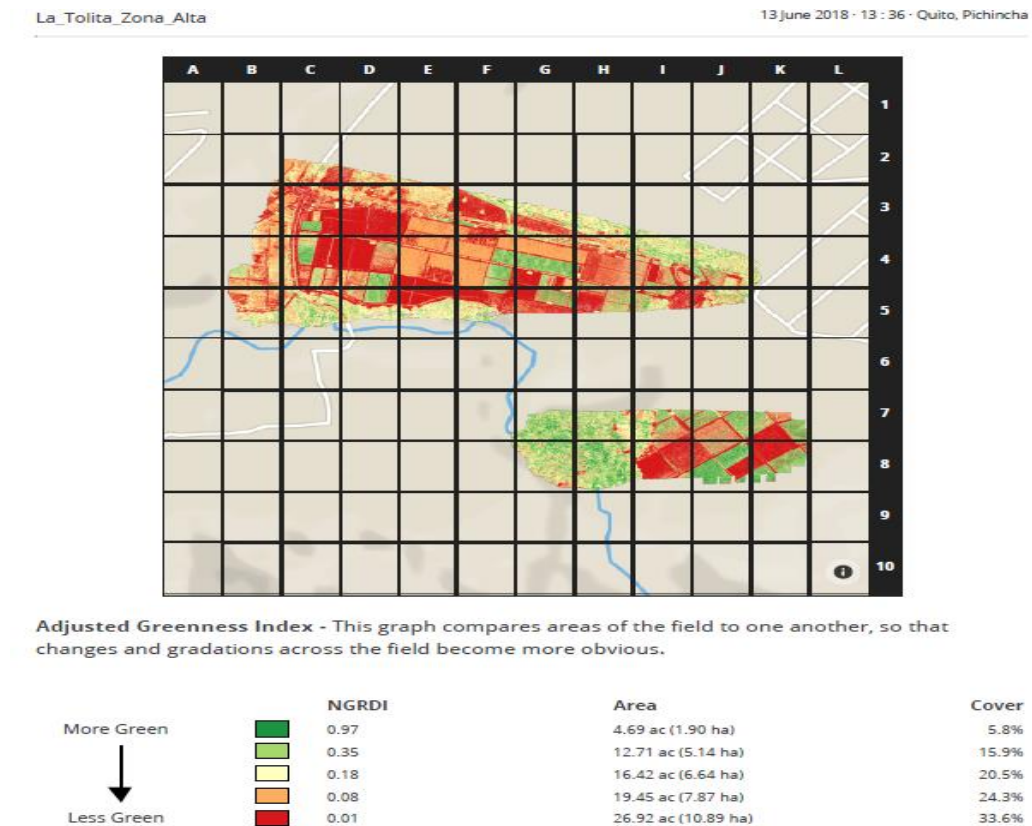 La_Tolita_Zona_Alta
13 June 2018 · 13 : 36 · Quito, Pichincha
A B C D E F G H I J K L
1
2
3
4
5
6
7
8
9
10
i
Adjusted Greenness Index - This graph compares areas of the field to one another, so that
changes and gradations across the field become more obvious.
NGRDI Area Cover
More Green 0.97 4.69 ac (1.90 ha) 5.8%
0.35 12.71 ac (5.14 ha) 15.9%
0.18 16.42 ac (6.64 ha) 20.5%
0.08 19.45 ac (7.87 ha) 24.3%
Less Green 0.01 26.92 ac (10.89 ha) 33.6%